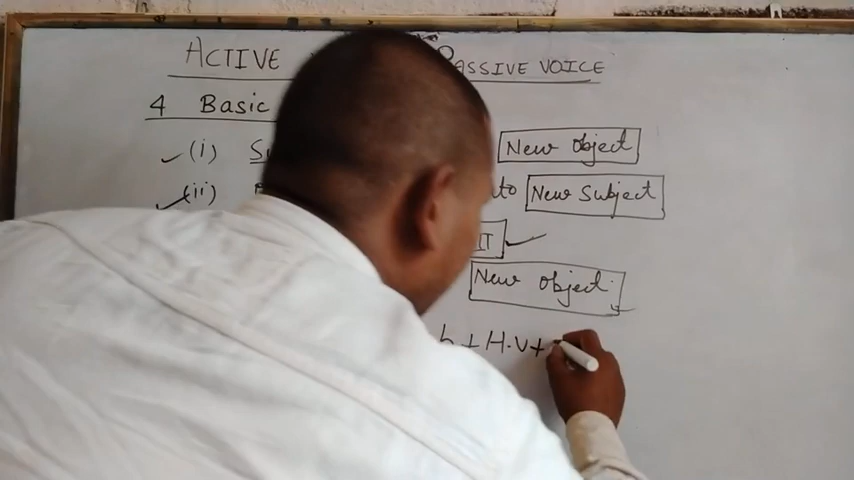 ACTIVE PASSIVE VOICE
4 Basic
(i) New Object
(ii) to New Subject
IT
New Object
b + H.V +